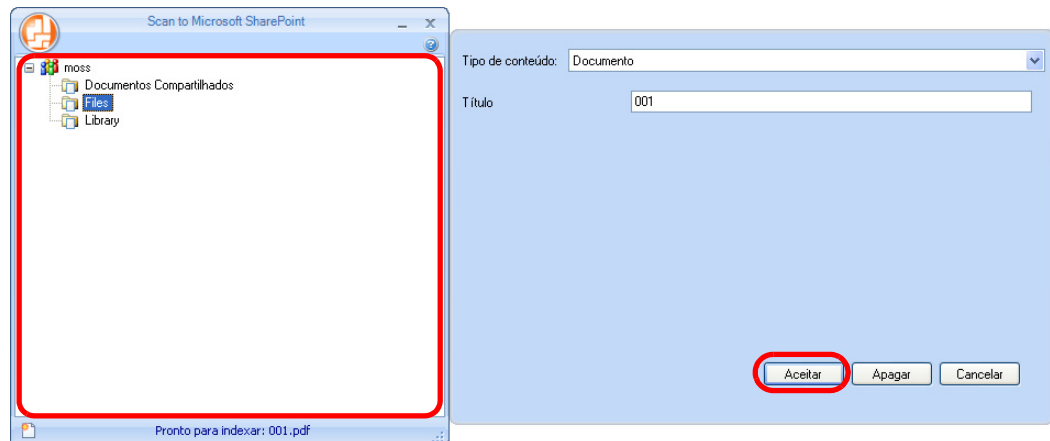 Scan to Microsoft SharePoint
moss
Documentos Compartilhados
Files
Library
Pronto para indexar: 001.pdf
Tipo de conteúdo: Documento
Título 001
Aceitar Apagar Cancelar